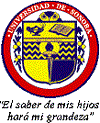 UNIVERSIDAD DE SONORA
"El saber de mis hijos
hará mi grandeza"